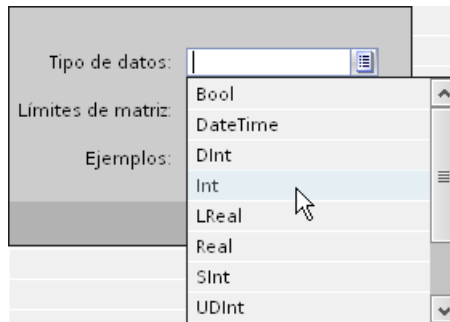 Tipo de datos:
Límites de matriz:
Ejemplos:
Bool
DateTime
DInt
Int
LReal
Real
SInt
UDInt